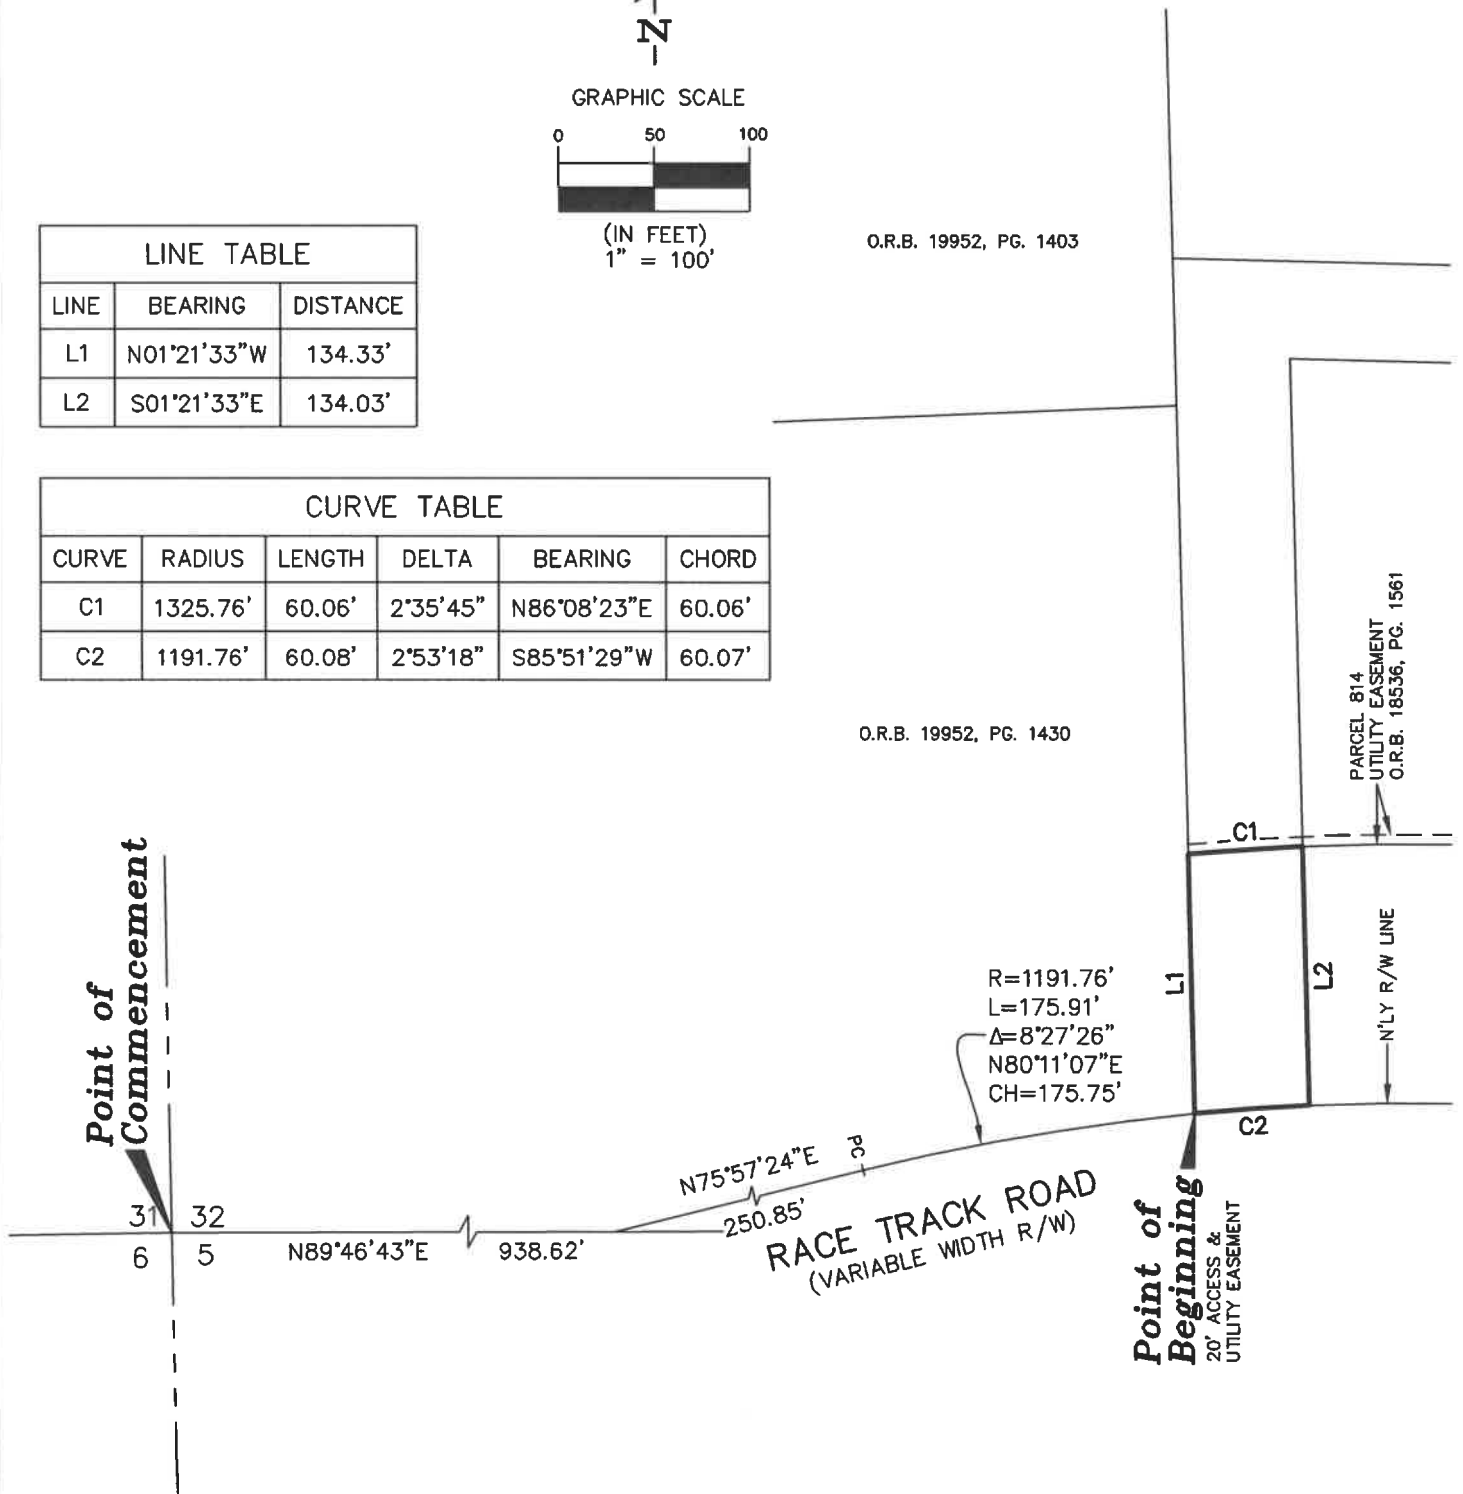 N
GRAPHIC SCALE
0 50 100
(IN FEET)
1" = 100'
O.R.B. 19952, PG. 1403
LINE TABLE
LINE BEARING DISTANCE
L1 N01°21'33"W 134.33'
L2 S01°21'33"E 134.03'
CURVE TABLE
CURVE RADIUS LENGTH DELTA BEARING CHORD
C1 1325.76' 60.06' 2°35'45" N86°08'23"E 60.06'
C2 1191.76' 60.08' 2°53'18" S85°51'29"W 60.07'
O.R.B. 19952, PG. 1430
PARCEL 814
UTILITY EASEMENT
O.R.B. 18536, PG. 1561
C1
L1
L2
N'LY R/W LINE
C2
R=1191.76'
L=175.91'
Δ=8°27'26"
N80°11'07"E
CH=175.75'
Point of
Commencement
31 32
6 5
N89°46'43"E 938.62'
N75°57'24"E
250.85'
PC
RACE TRACK ROAD
(VARIABLE WIDTH R/W)
Point of
Beginning
20' ACCESS &
UTILITY EASEMENT